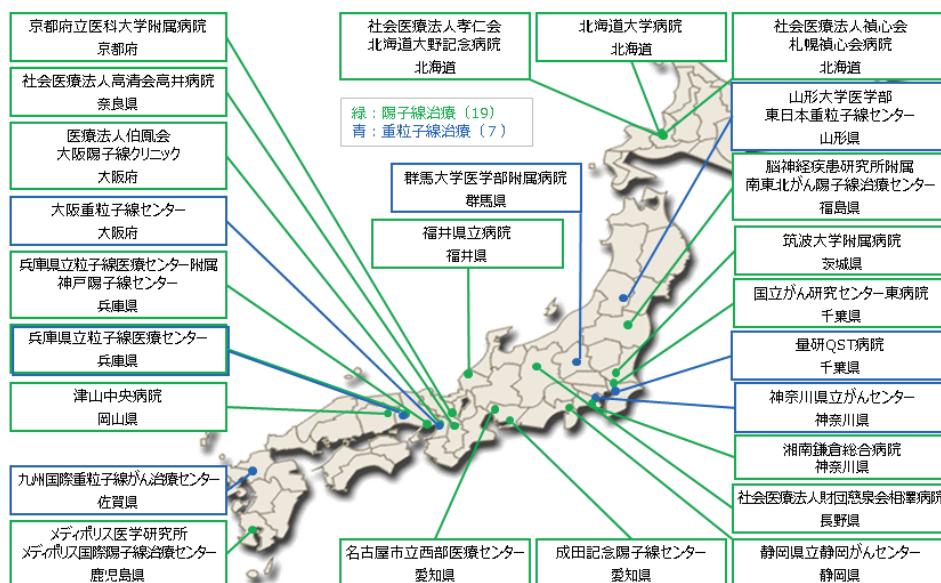 京都府立医科大学附属病院
京都府
社会医療法人高清会高井病院
奈良県
医療法人伯鳳会
大阪陽子線クリニック
大阪府
大阪重粒子線センター
大阪府
兵庫県立粒子線医療センター附属
神戸陽子線センター
兵庫県
兵庫県立粒子線医療センター
兵庫県
津山中央病院
岡山県
九州国際重粒子線がん治療センター
佐賀県
メディポリス医学研究所
メディポリス国際陽子線治療センター
鹿児島県
社会医療法人孝仁会
北海道大野記念病院
北海道
北海道大学病院
北海道
社会医療法人禎心会
札幌禎心会病院
北海道
緑：陽子線治療（19）
青：重粒子線治療（7）
群馬大学医学部附属病院
群馬県
福井県立病院
福井県
山形大学医学部
東日本重粒子線センター
山形県
脳神経疾患研究所附属
南東北がん陽子線治療センター
福島県
筑波大学附属病院
茨城県
国立がん研究センター東病院
千葉県
量研QST病院
千葉県
神奈川県立がんセンター
神奈川県
湘南鎌倉総合病院
神奈川県
社会医療法人財団慈泉会相澤病院
長野県
名古屋市立西部医療センター
愛知県
成田記念陽子線センター
愛知県
静岡県立静岡がんセンター
静岡県